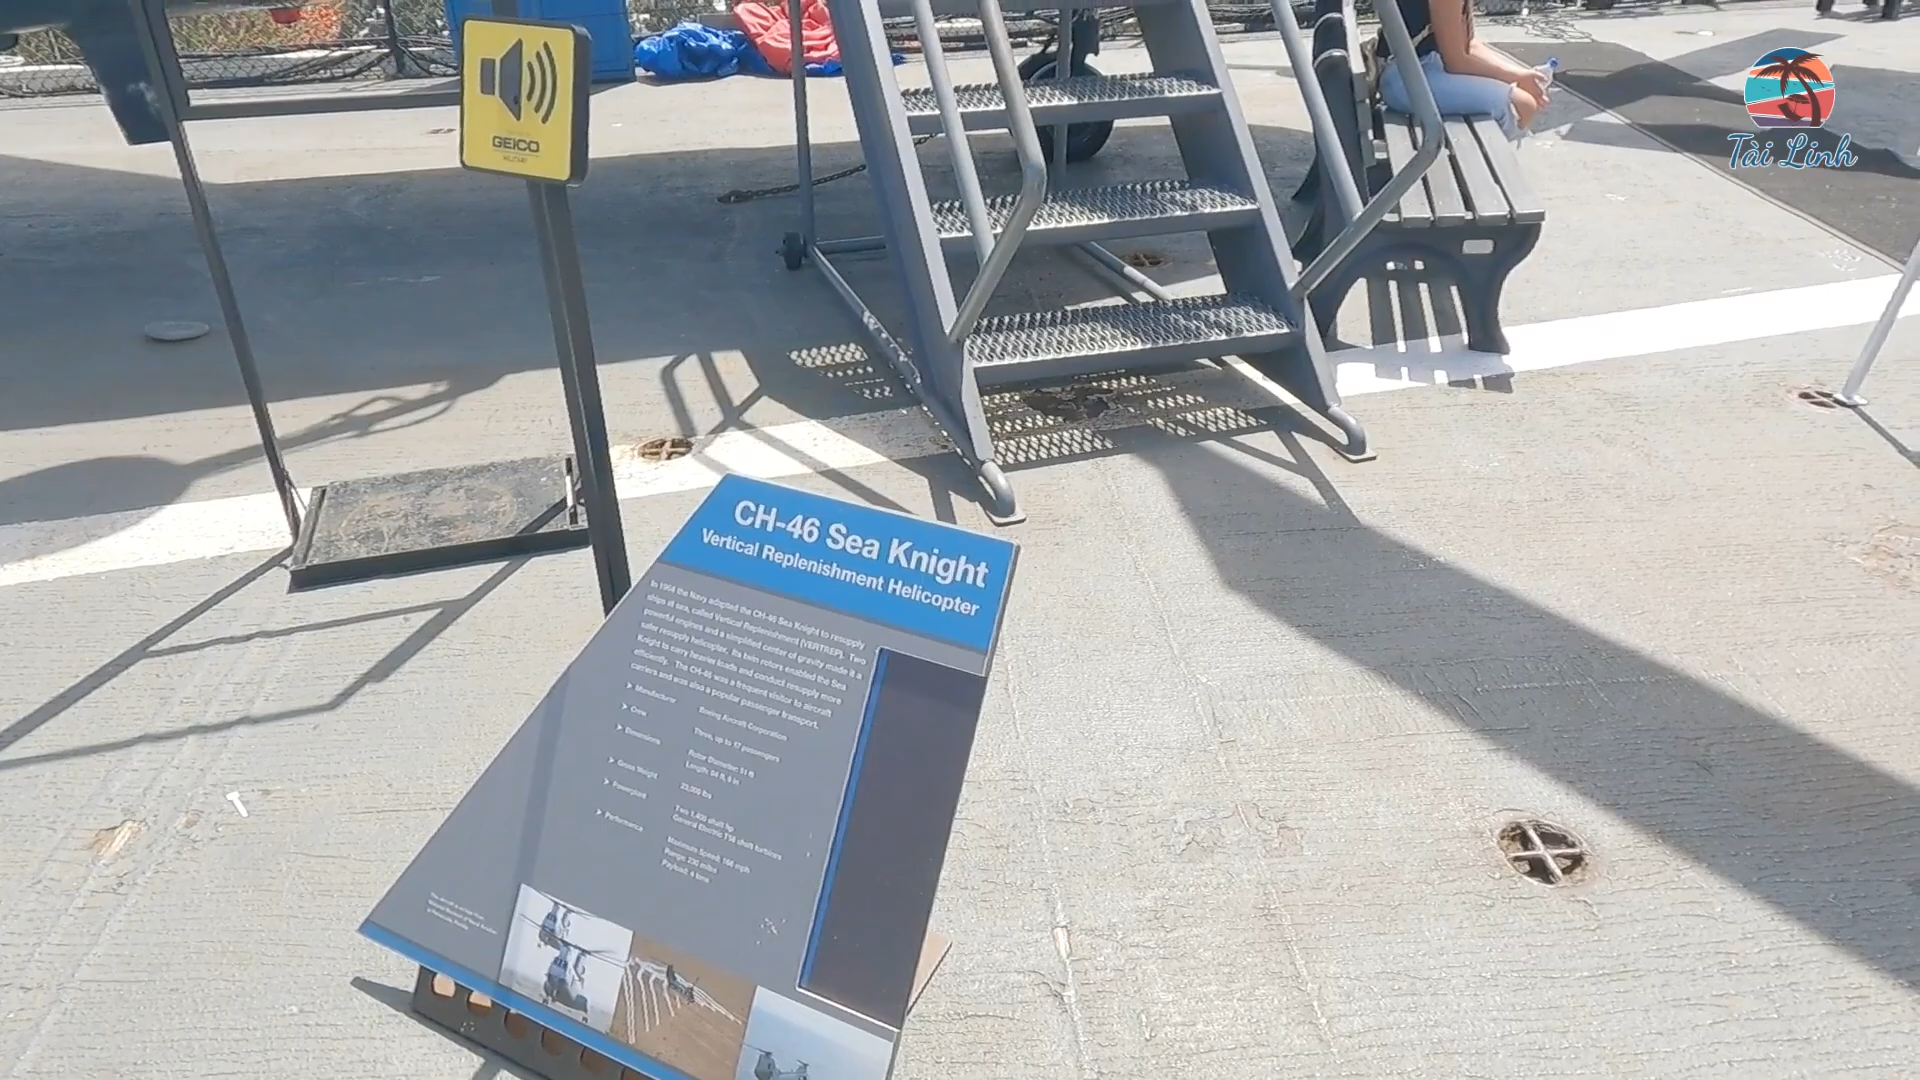 GEICO
MILITARY
Tài Linh
CH-46 Sea Knight
Vertical Replenishment Helicopter
In 1964 the Navy adapted the CH-46 Sea Knight to resupply
ships at sea, called Vertical Replenishment (VERTREP). Two
powerful engines and a simplified center of gravity made it a
safer resupply helicopter. Its twin rotors enabled the Sea
Knight to carry heavier loads and conduct resupply more
efficiently. The CH-46 was a frequent visitor to aircraft
carriers and was also a popular passenger transport.
➤ Manufacturer Boeing Aircraft Corporation
➤ Crew Three, up to 17 passengers
➤ Dimensions Rotor Diameter: 51 ft
Length: 84 ft, 9 in
➤ Gross Weight 23,000 lbs
➤ Powerplant Two 1,400 shaft hp
General Electric T58 shaft turbines
➤ Performance Maximum Speed: 166 mph
Range: 230 miles
Payload: 4 tons